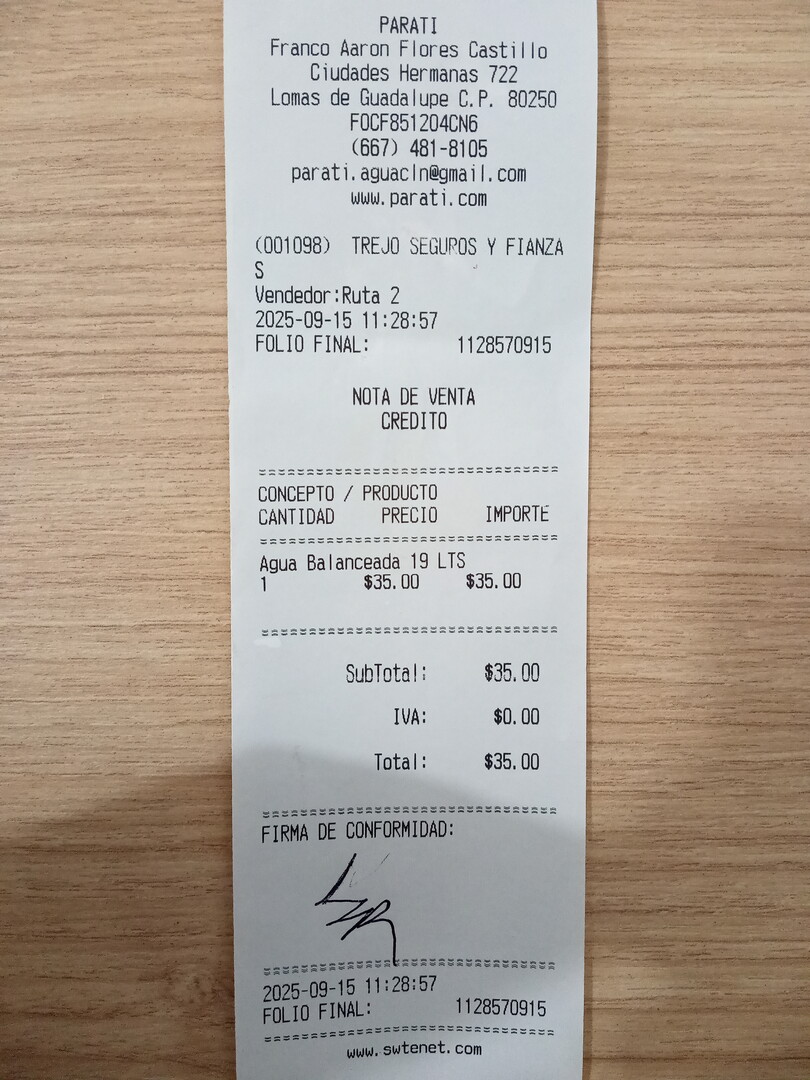 PARATI
Franco Aaron Flores Castillo
Ciudades Hermanas 722
Lomas de Guadalupe C.P. 80250
FOCF851204CN6
(667) 481-8105
parati.aguacln@gmail.com
www.parati.com
(001098) TREJO SEGUROS Y FIANZA
S
Vendedor:Ruta 2
2025-09-15 11:28:57
FOLIO FINAL: 1128570915
NOTA DE VENTA
CREDITO
==============================
CONCEPTO / PRODUCTO
CANTIDAD PRECIO IMPORTE
==============================
Agua Balanceada 19 LTS
1 $35.00 $35.00
==============================
SubTotal: $35.00
IVA: $0.00
Total: $35.00
==============================
FIRMA DE CONFORMIDAD:
==============================
2025-09-15 11:28:57
FOLIO FINAL: 1128570915
==============================
www.swtenet.com